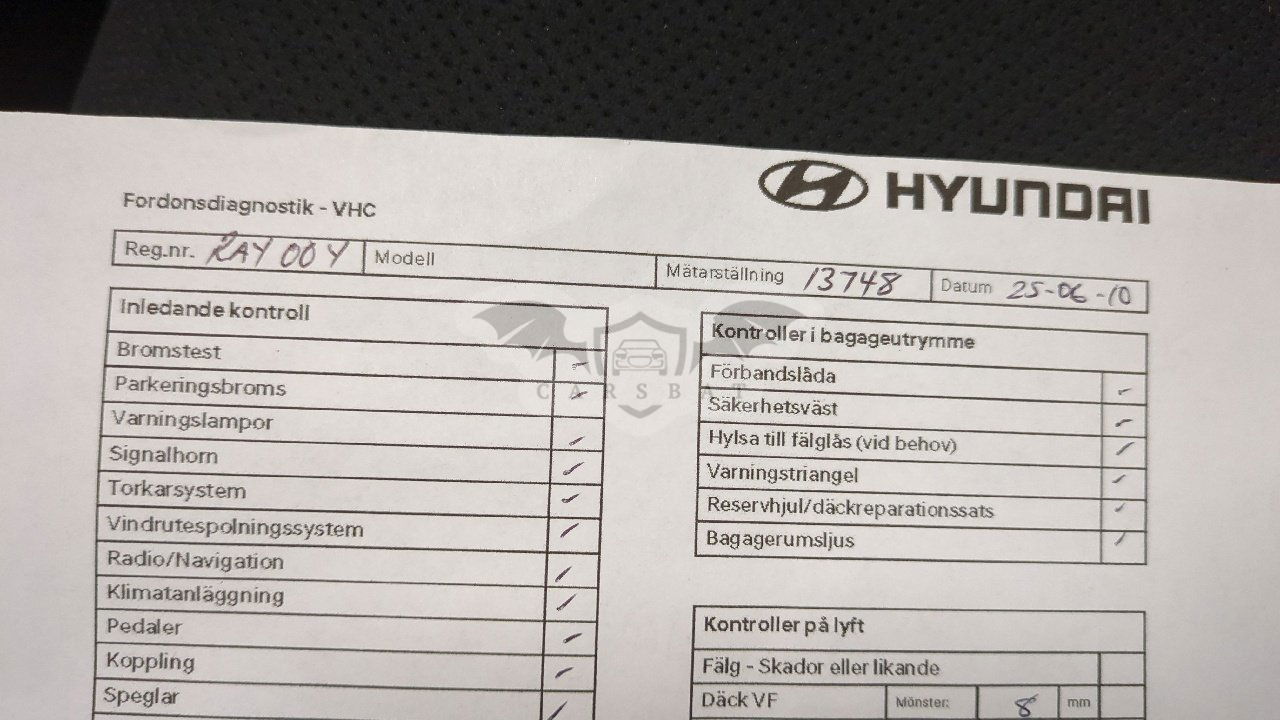 HYUNDAI
Fordonsdiagnostik - VHC
Reg.nr. RAY 00Y Modell Mätarställning 13748 Datum 25-06-10
Inledande kontroll
Bromstest
Parkeringsbroms
Varningslampor
Signalhorn
Torkarsystem
Vindrutespolningssystem
Radio/Navigation
Klimatanläggning
Pedaler
Koppling
Speglar
Kontroller i bagageutrymme
Förbandslåda
Säkerhetsväst
Hylsa till fälglås (vid behov)
Varningstriangel
Reservhjul/däckreparationssats
Bagagerumsljus
Kontroller på lyft
Fälg - Skador eller likande
Däck VF Mönster: 8 mm
CARSBAT